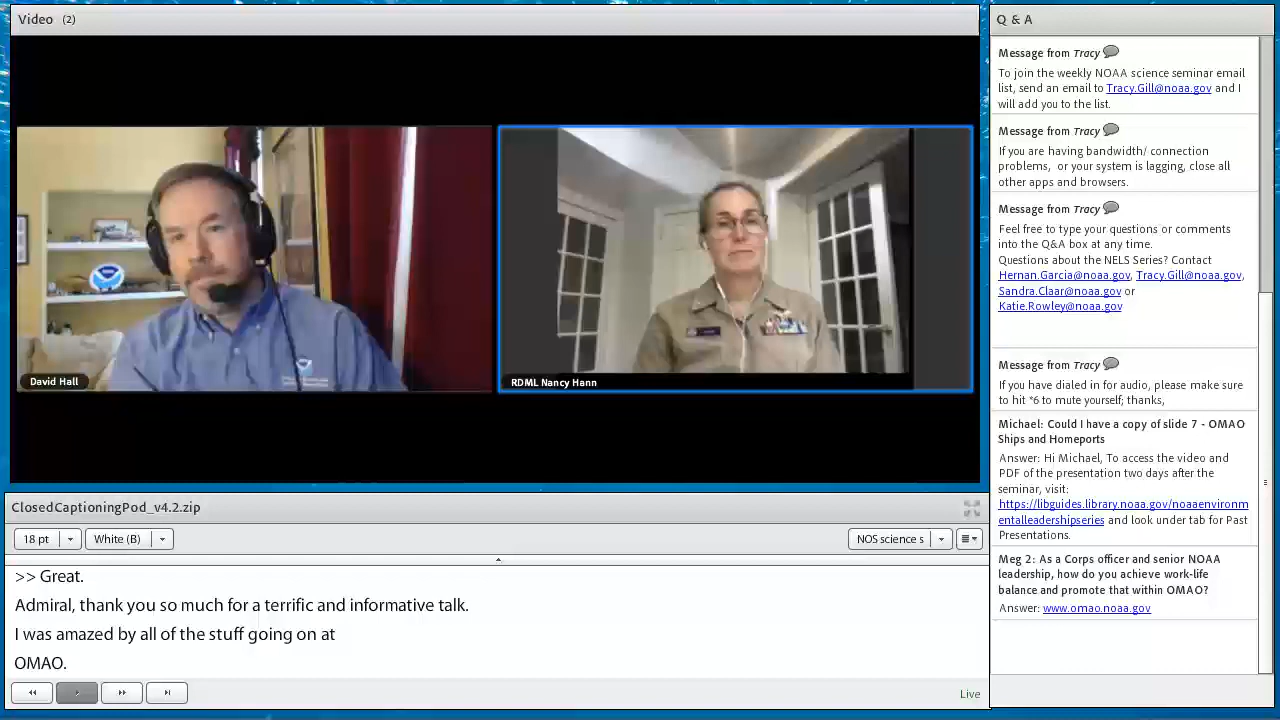 Video (2)
David Hall
RDML Nancy Hann
ClosedCaptioningPod_v4.2.zip
18 pt
White (B)
NOS science s
>> Great.
Admiral, thank you so much for a terrific and informative talk.
I was amazed by all of the stuff going on at
OMAO.
Live
Q & A
Message from Tracy
To join the weekly NOAA science seminar email
list, send an email to Tracy.Gill@noaa.gov and I
will add you to the list.
Message from Tracy
If you are having bandwidth/ connection
problems,  or your system is lagging, close all
other apps and browsers.
Message from Tracy
Feel free to type your questions or comments
into the Q&A box at any time.
Questions about the NELS Series? Contact
Hernan.Garcia@noaa.gov, Tracy.Gill@noaa.gov,
Sandra.Claar@noaa.gov or
Katie.Rowley@noaa.gov
Message from Tracy
If you have dialed in for audio, please make sure
to hit *6 to mute yourself; thanks,
Michael: Could I have a copy of slide 7 - OMAO
Ships and Homeports
Answer: Hi Michael, To access the video and
PDF of the presentation two days after the
seminar, visit:
https://libguides.library.noaa.gov/noaaenvironm
entalleadershipseries and look under tab for Past
Presentations.
Meg 2: As a Corps officer and senior NOAA
leadership, how do you achieve work-life
balance and promote that within OMAO?
Answer: www.omao.noaa.gov